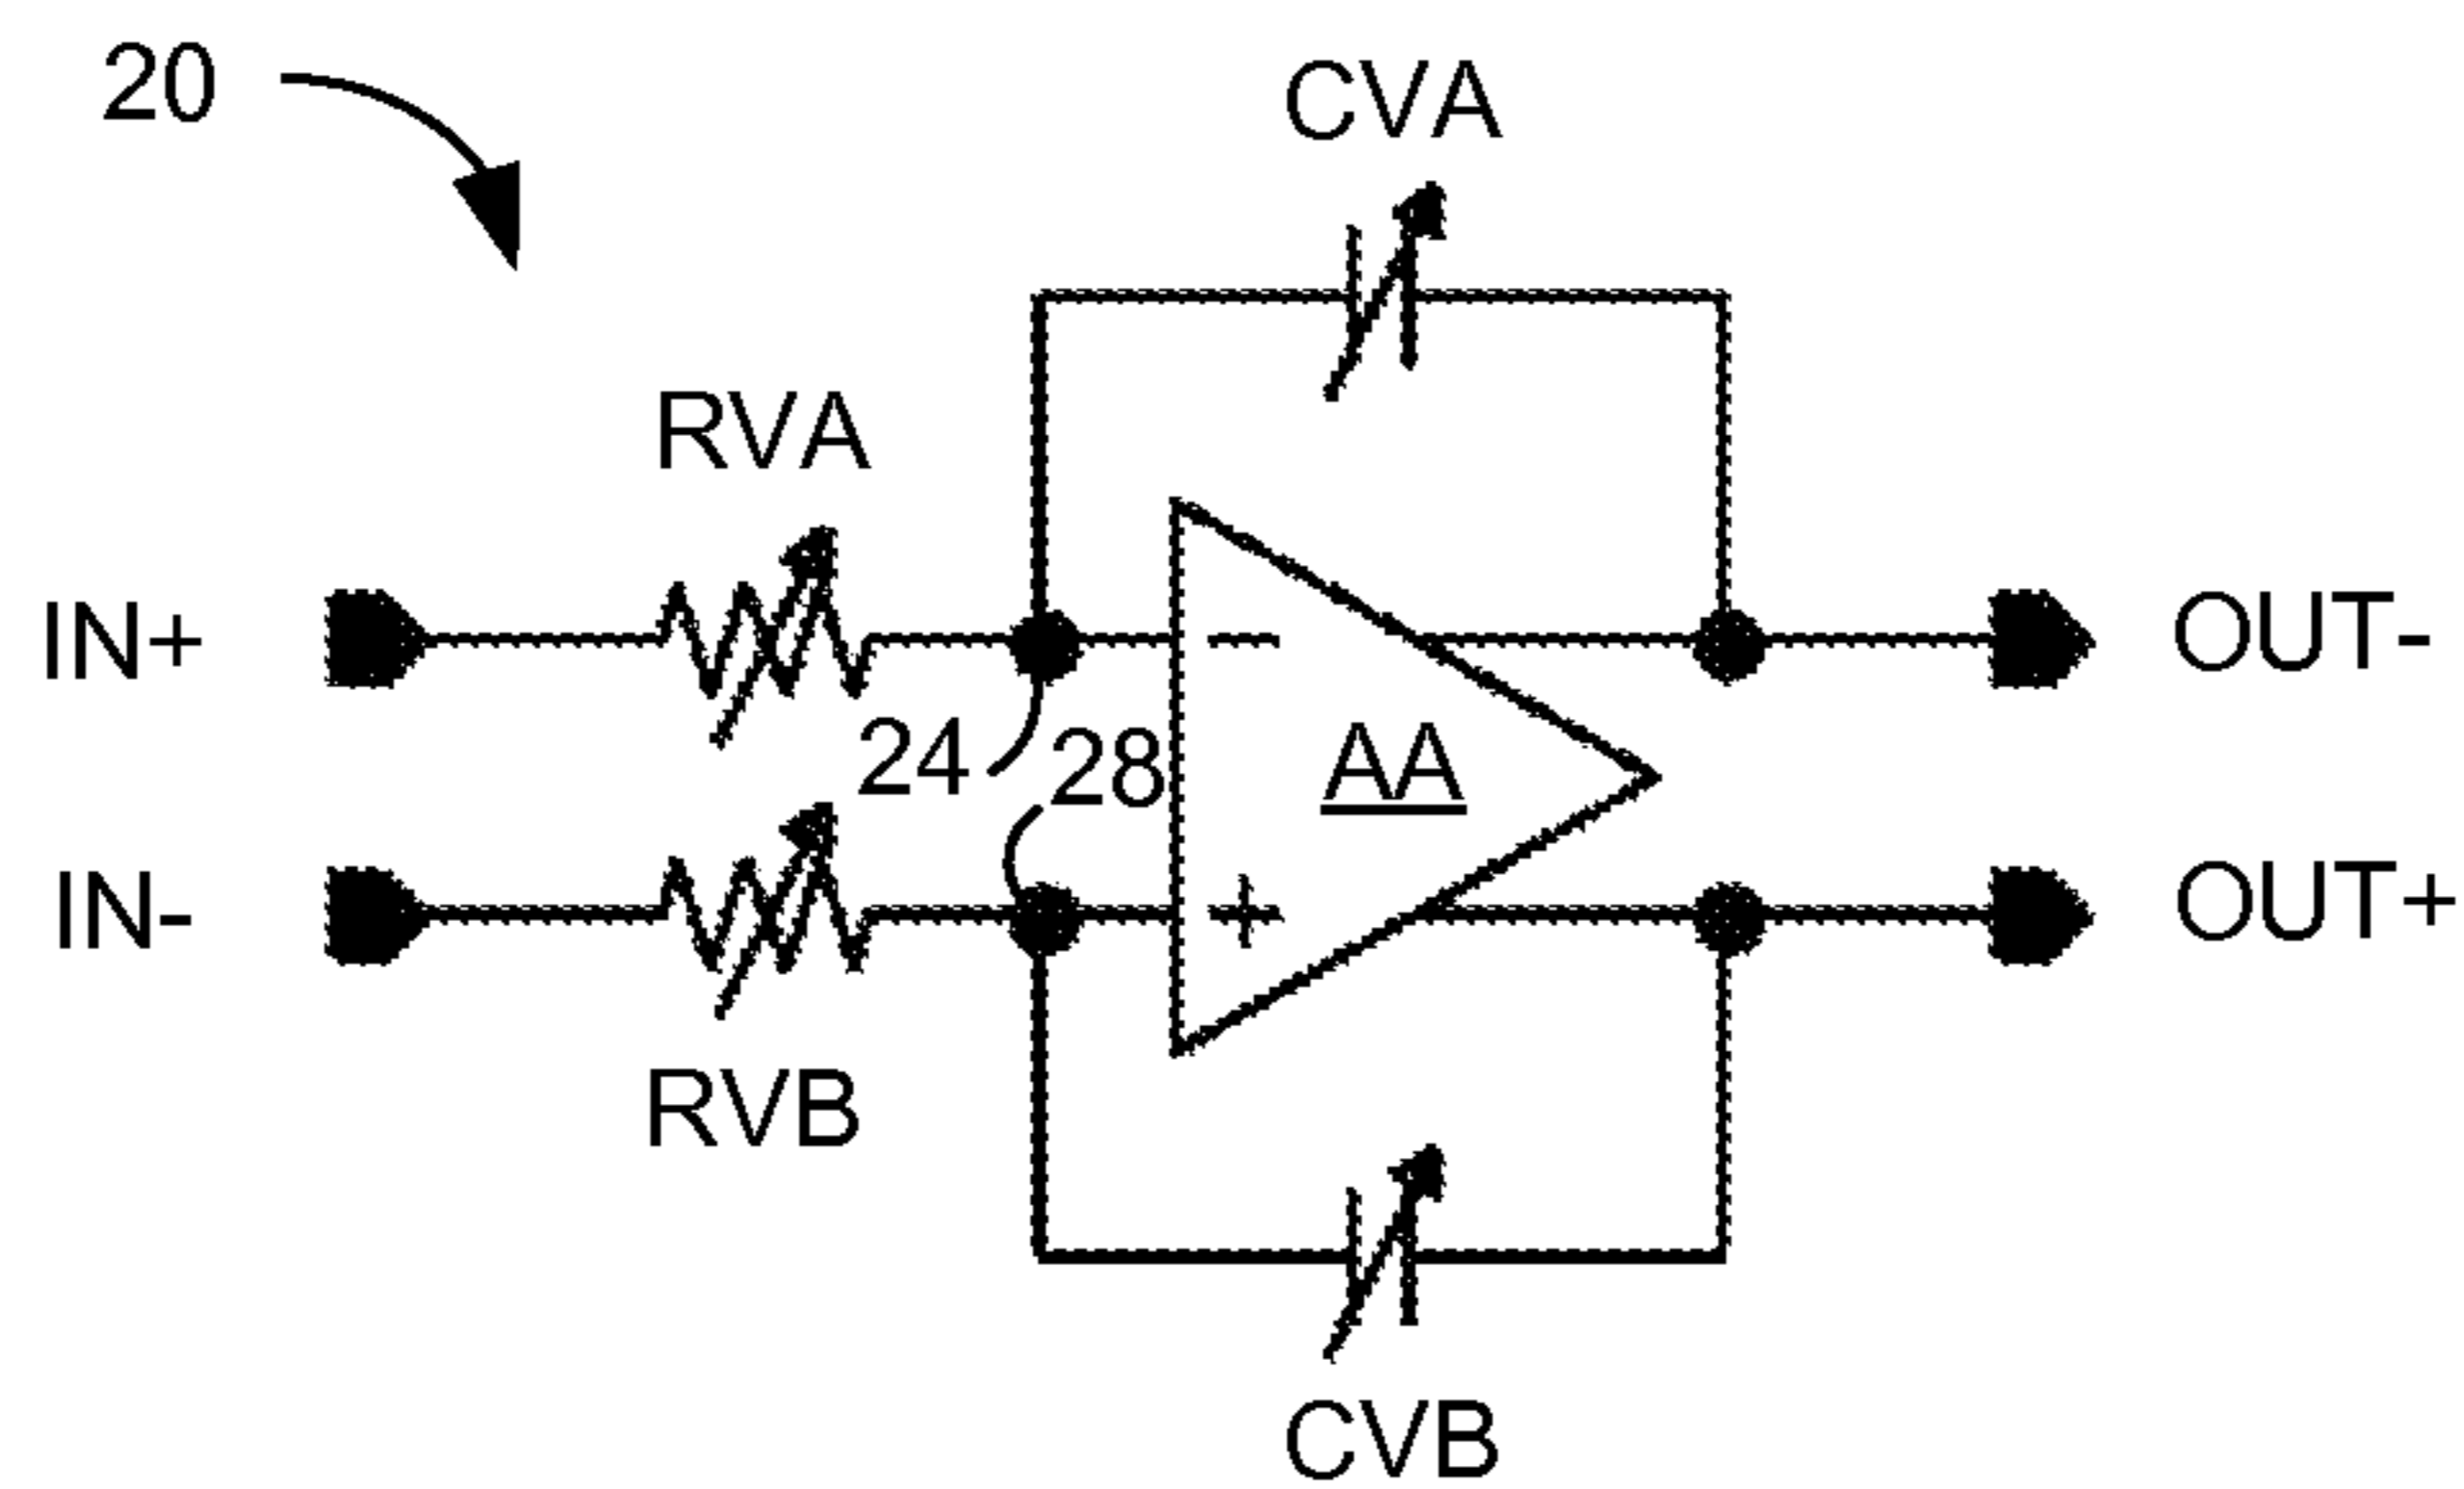 20
CVA
RVA
IN+
-
OUT-
24
28
AA
IN-
+
OUT+
RVB
CVB